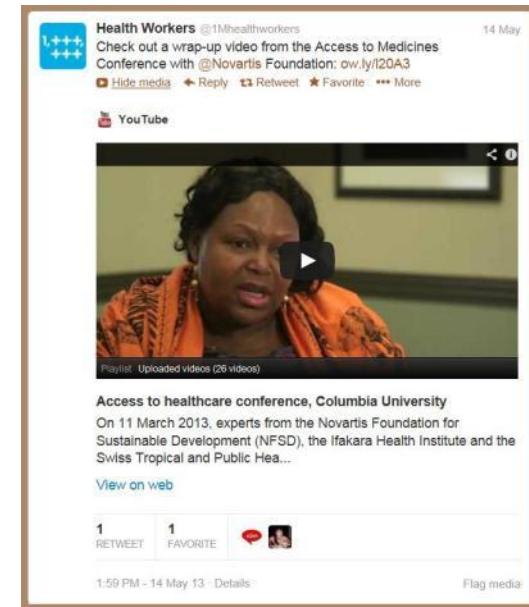 Health Workers @1Mhealthworkers 14 May
Check out a wrap-up video from the Access to Medicines
Conference with @Novartis Foundation: ow.ly/l20A3
Hide media Reply Retweet Favorite More
YouTube
Playlist Uploaded videos (26 videos)
Access to healthcare conference, Columbia University
On 11 March 2013, experts from the Novartis Foundation for
Sustainable Development (NFSD), the Ifakara Health Institute and the
Swiss Tropical and Public Hea...
View on web
1 1
RETWEET FAVORITE
1:59 PM - 14 May 13 · Details Flag media